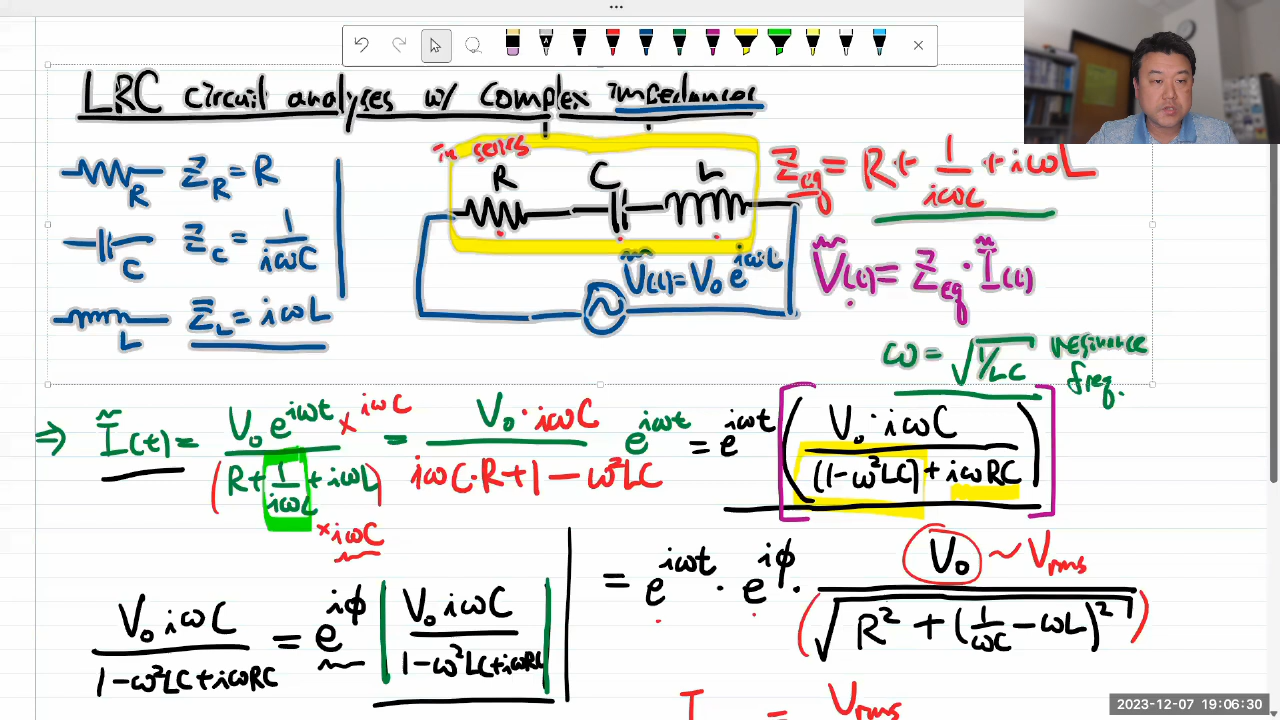 LRC circuit analyses w/ complex impedances
in series
R C L
Z_eq = R + 1/(iωC) + iωL
R Z_R = R
C Z_C = 1/(iωC)
L Z_L = iωL
Ṽ(t) = V₀ e^{iωt}
Ṽ(t) = Z_eq · Ĩ(t)
ω = √(1/LC) resonance freq.
⇒ Ĩ(t) = V₀ e^{iωt} × iωC / (R + 1/(iωC) + iωL) × iωC = V₀ · iωC / (iωC·R + 1 − ω²LC) e^{iωt} = e^{iωt} (V₀ · iωC / ((1−ω²LC) + iωRC))
= e^{iωt} · e^{iϕ} · V₀ / (√(R² + (1/(ωC) − ωL)²)) ~ V_rms
V₀ iωC / (1−ω²LC+iωRC) = e^{iϕ} | V₀ iωC / (1−ω²LC+iωRC) |
I = V_rms
2023-12-07 19:06:30